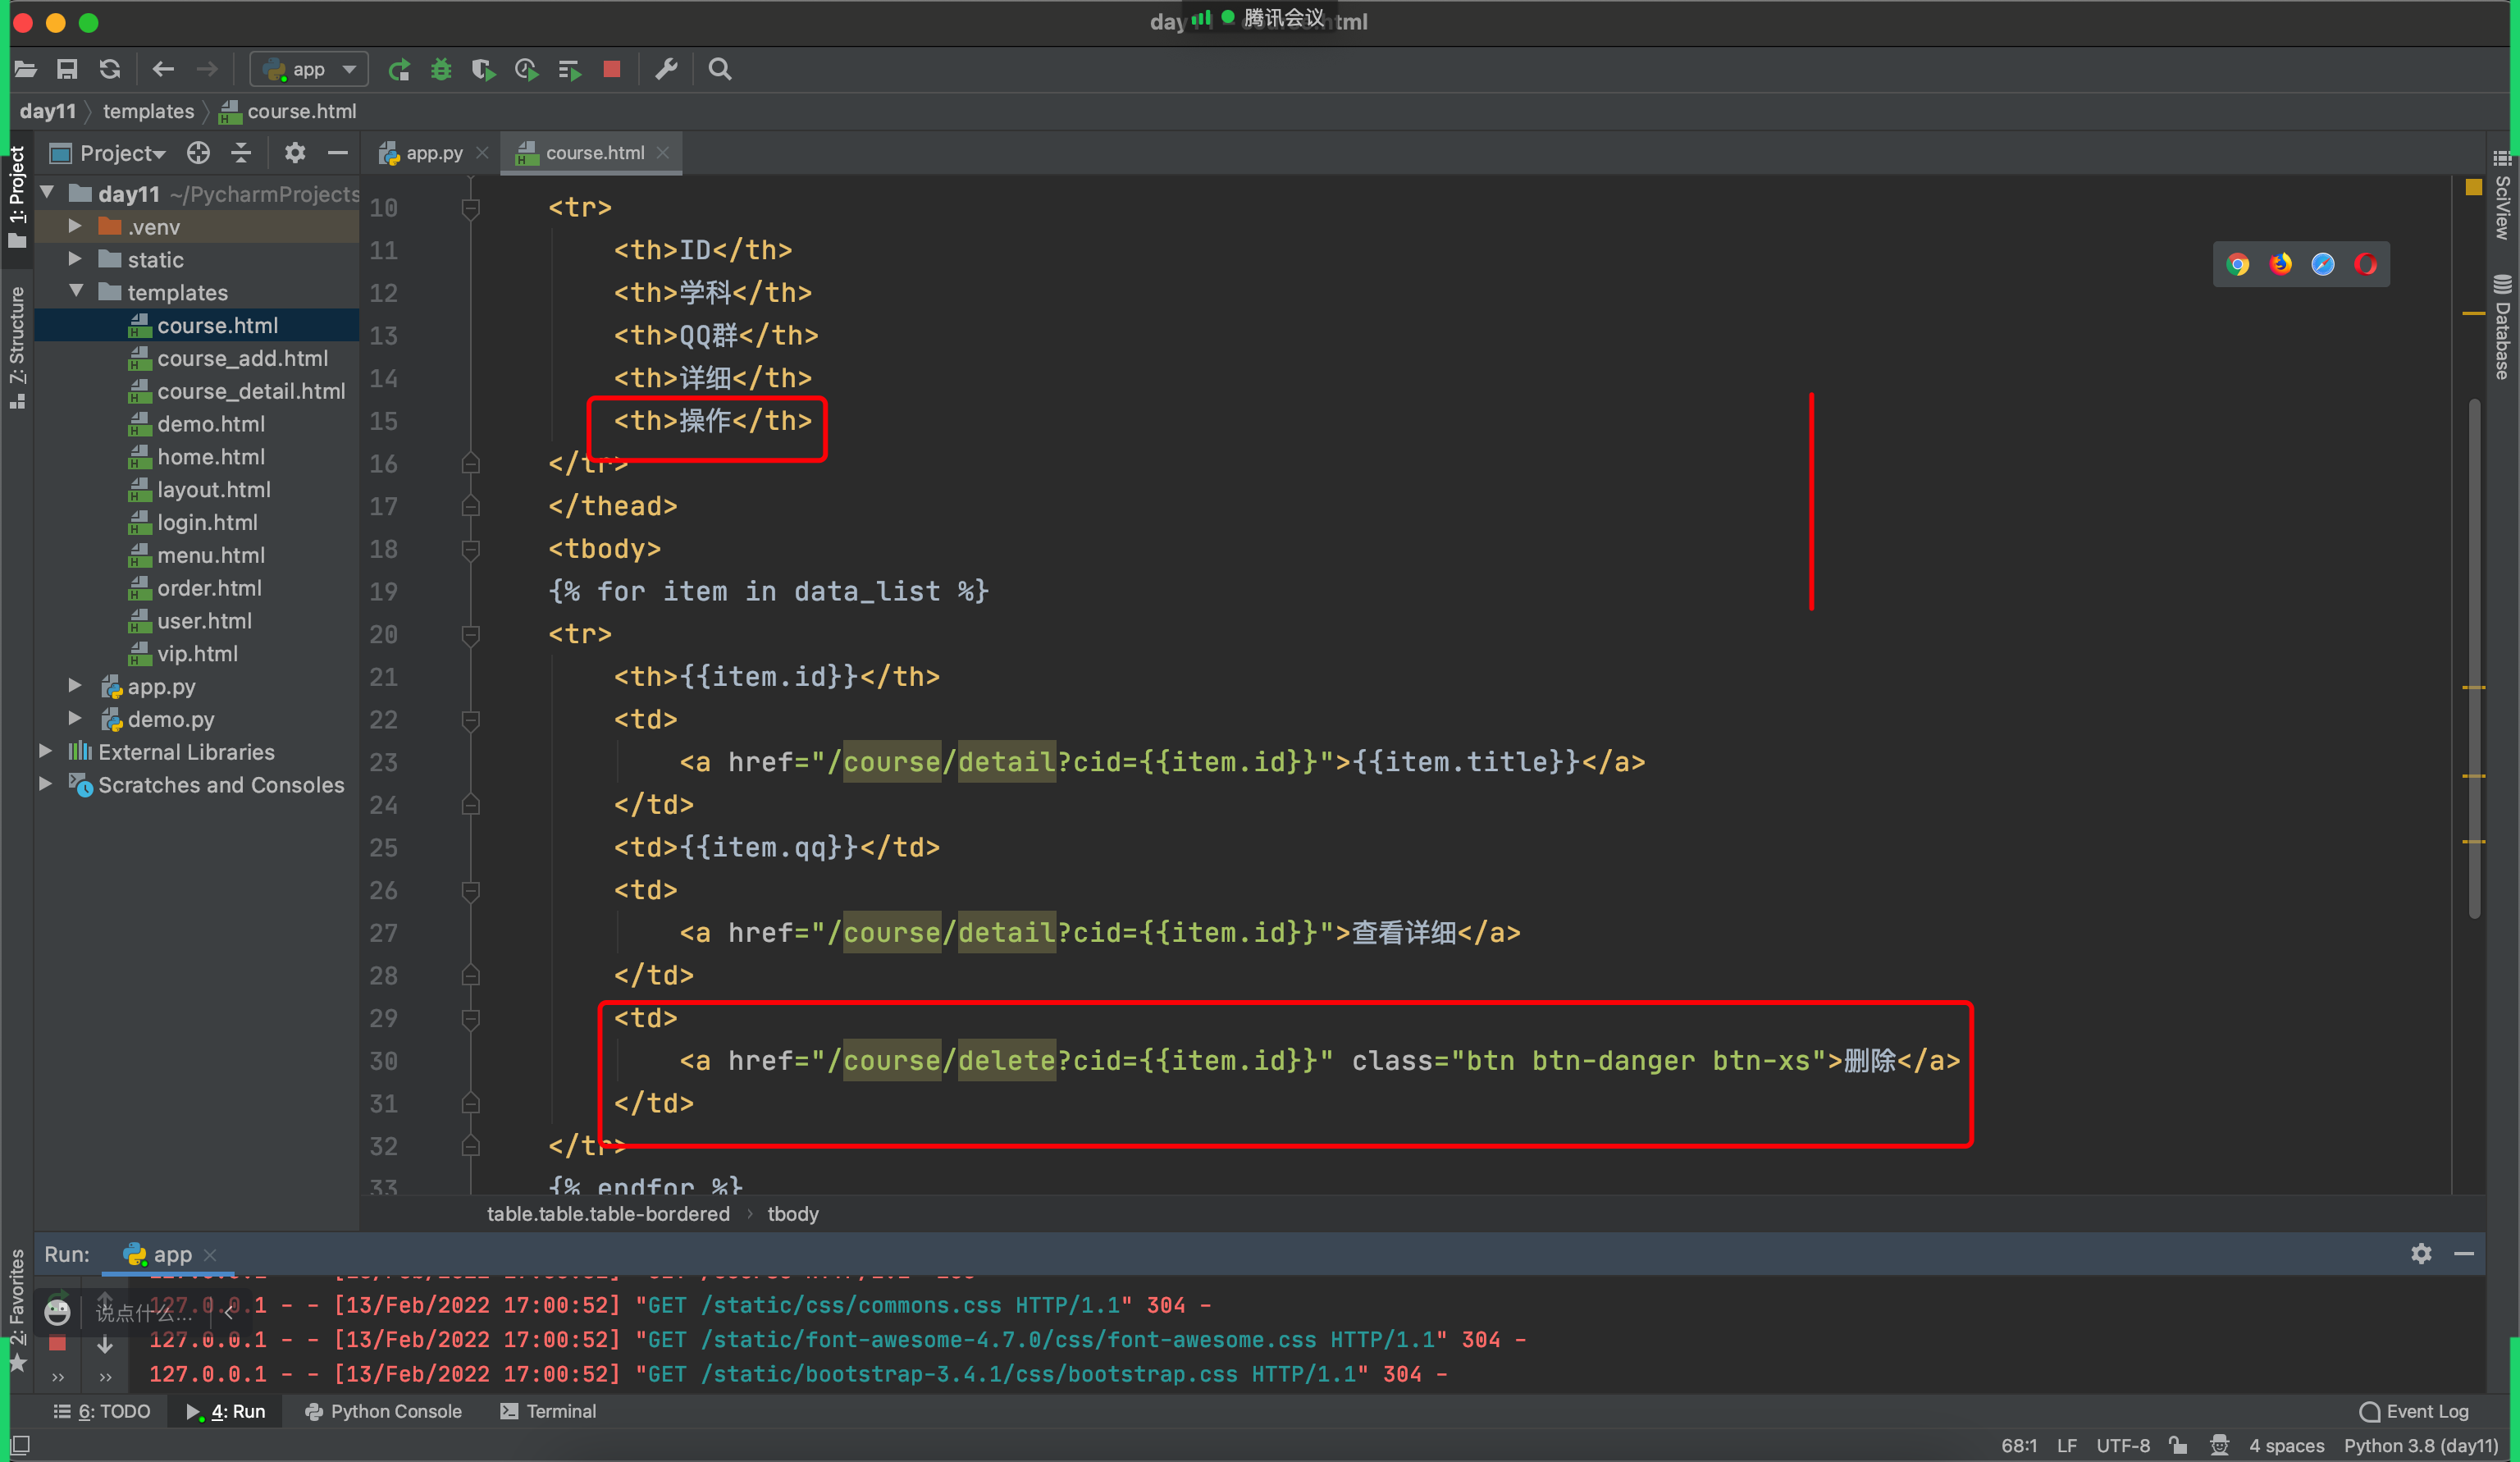 腾讯会议
app
day11
templates
course.html
Project
app.py
course.html
1: Project
7: Structure
2: Favorites
SciView
Database
day11 ~/PycharmProjects
.venv
static
templates
course.html
course_add.html
course_detail.html
demo.html
home.html
layout.html
login.html
menu.html
order.html
user.html
vip.html
app.py
demo.py
External Libraries
Scratches and Consoles
10 <tr>
11 <th>ID</th>
12 <th>学科</th>
13 <th>QQ群</th>
14 <th>详细</th>
15 <th>操作</th>
16 </tr>
17 </thead>
18 <tbody>
19 {% for item in data_list %}
20 <tr>
21 <th>{{item.id}}</th>
22 <td>
23 <a href="/course/detail?cid={{item.id}}">{{item.title}}</a>
24 </td>
25 <td>{{item.qq}}</td>
26 <td>
27 <a href="/course/detail?cid={{item.id}}">查看详细</a>
28 </td>
29 <td>
30 <a href="/course/delete?cid={{item.id}}" class="btn btn-danger btn-xs">删除</a>
31 </td>
32 </tr>
33 {% endfor %}
table.table.table-bordered › tbody
Run: app
127.0.0.1 - - [13/Feb/2022 17:00:52] "GET /static/css/commons.css HTTP/1.1" 304 -
说点什么...
127.0.0.1 - - [13/Feb/2022 17:00:52] "GET /static/font-awesome-4.7.0/css/font-awesome.css HTTP/1.1" 304 -
127.0.0.1 - - [13/Feb/2022 17:00:52] "GET /static/bootstrap-3.4.1/css/bootstrap.css HTTP/1.1" 304 -
6: TODO 4: Run Python Console Terminal Event Log
68:1 LF UTF-8 4 spaces Python 3.8 (day11)